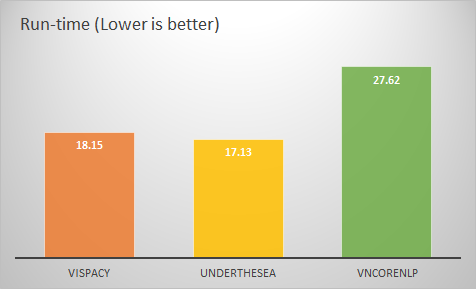 Run-time (Lower is better)
18.15
17.13
27.62
VISPACY
UNDERTHESEA
VNCORENLP